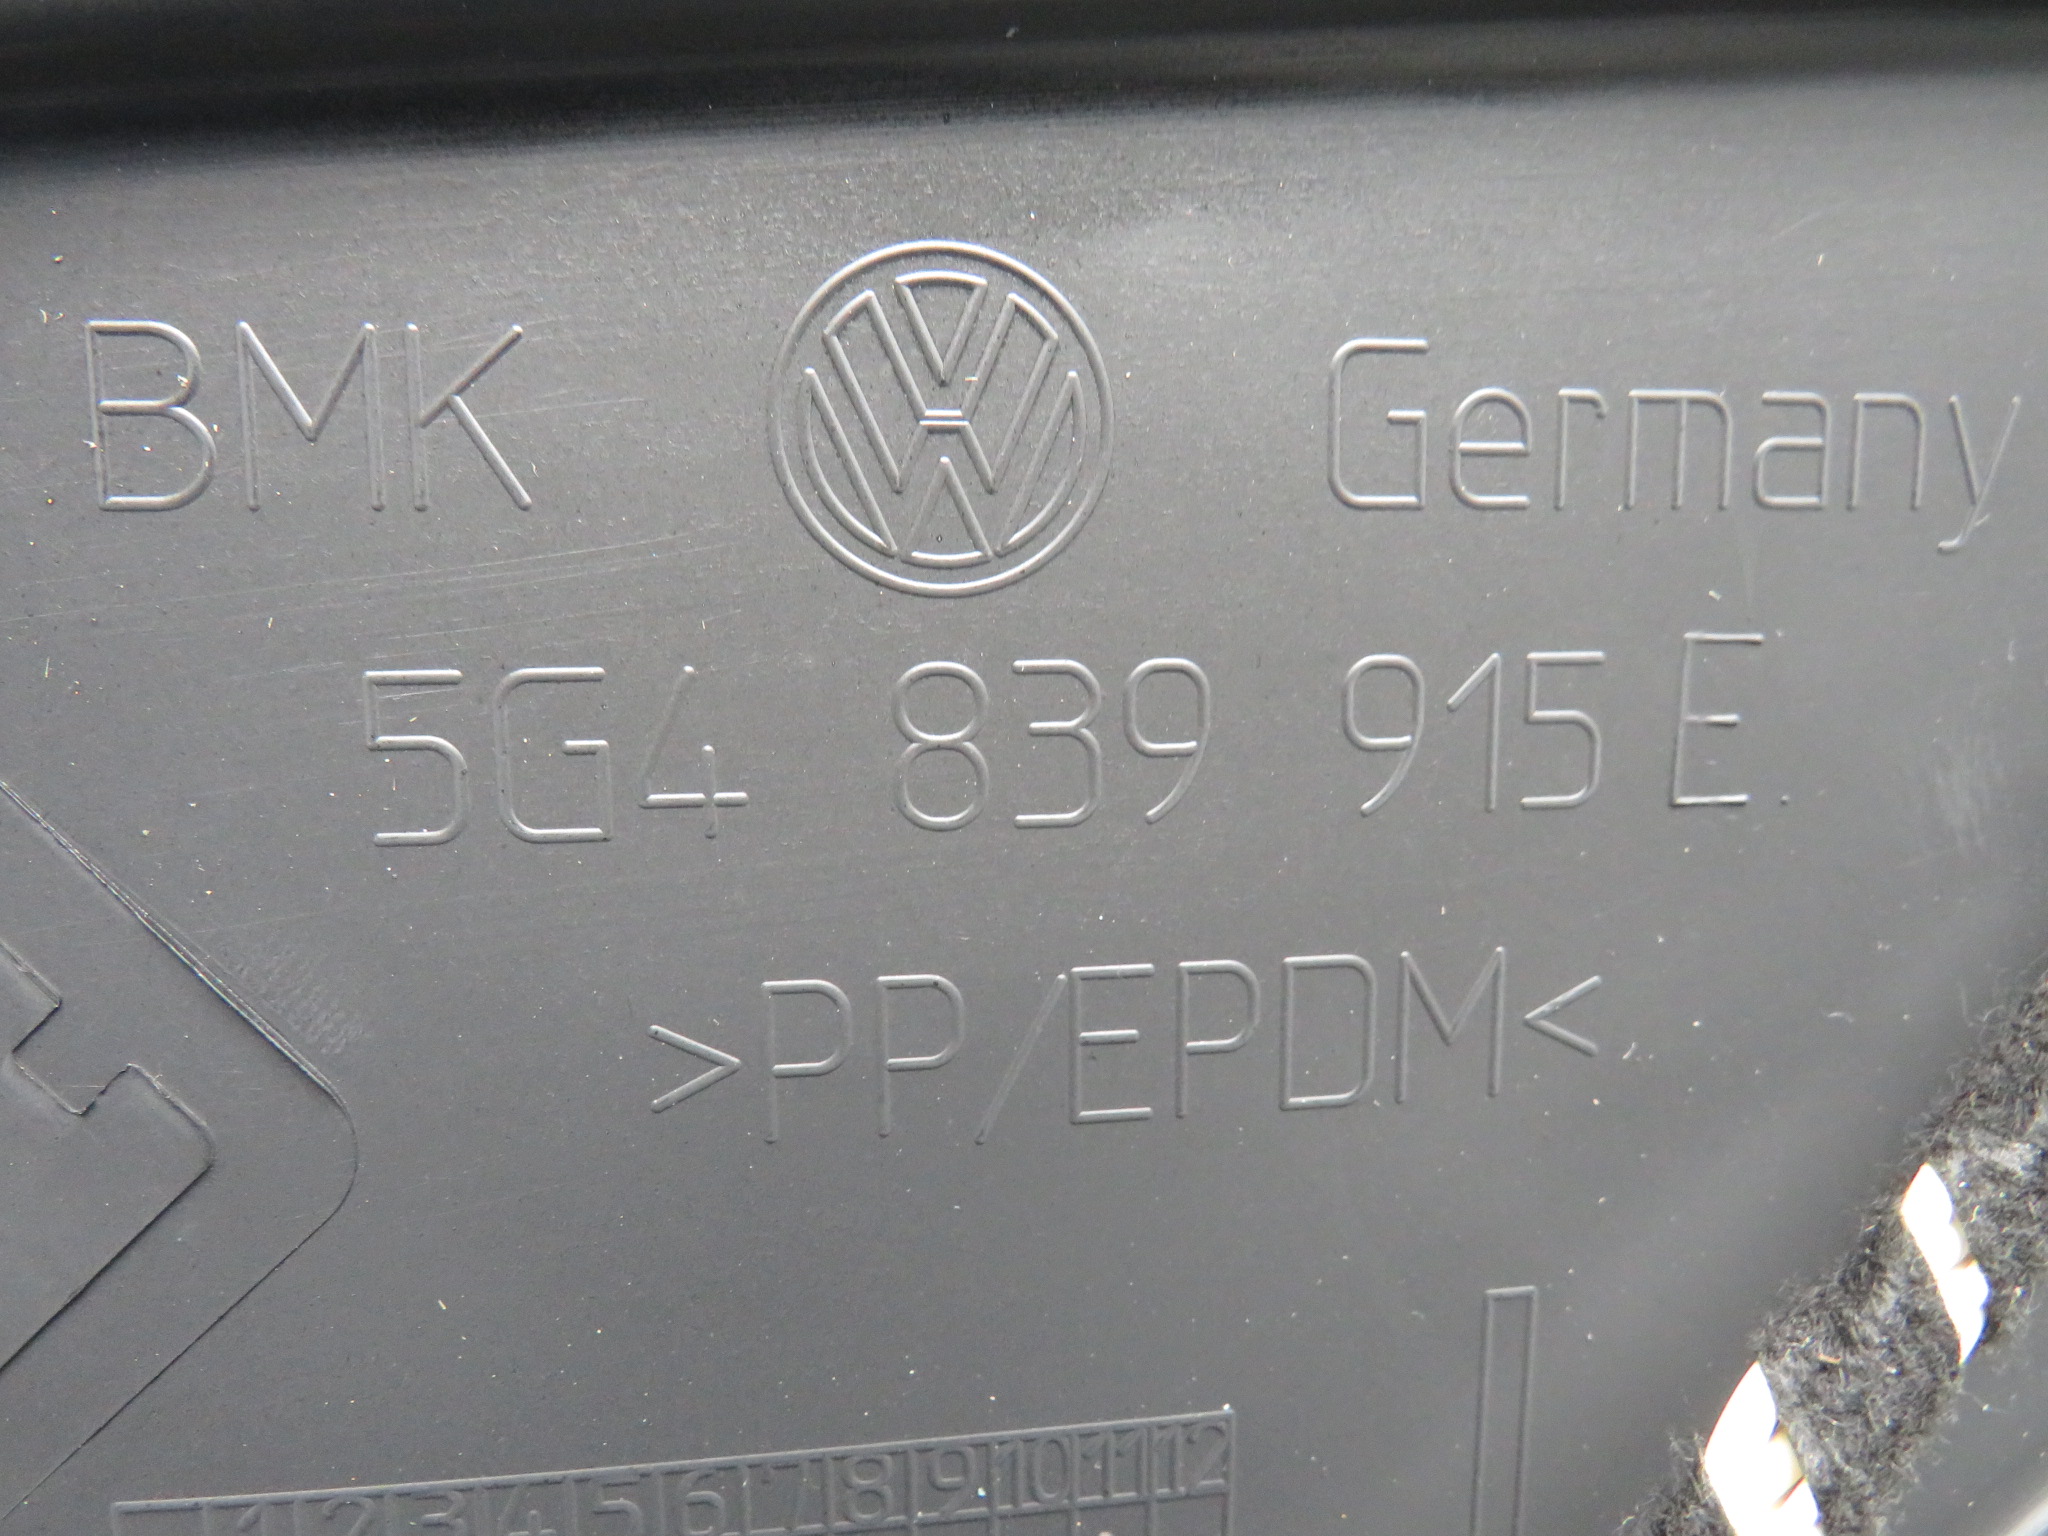 BMK Germany
5G4 839 915 E
>PP/EPDM<
1 2 3 4 5 6 7 8 9 10 11 12